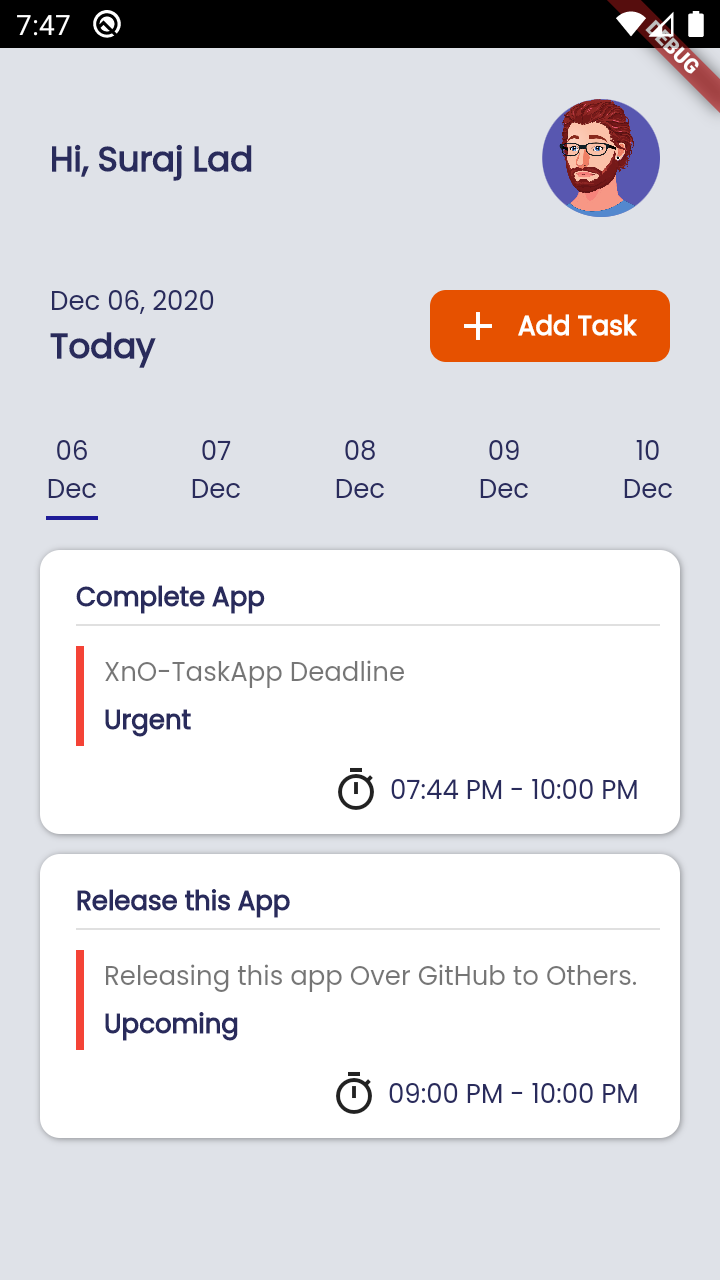 7:47
DEBUG
Hi, Suraj Lad
Dec 06, 2020
Today
Add Task
06 07 08 09 10
Dec Dec Dec Dec Dec
Complete App
XnO-TaskApp Deadline
Urgent
07:44 PM - 10:00 PM
Release this App
Releasing this app Over GitHub to Others.
Upcoming
09:00 PM - 10:00 PM